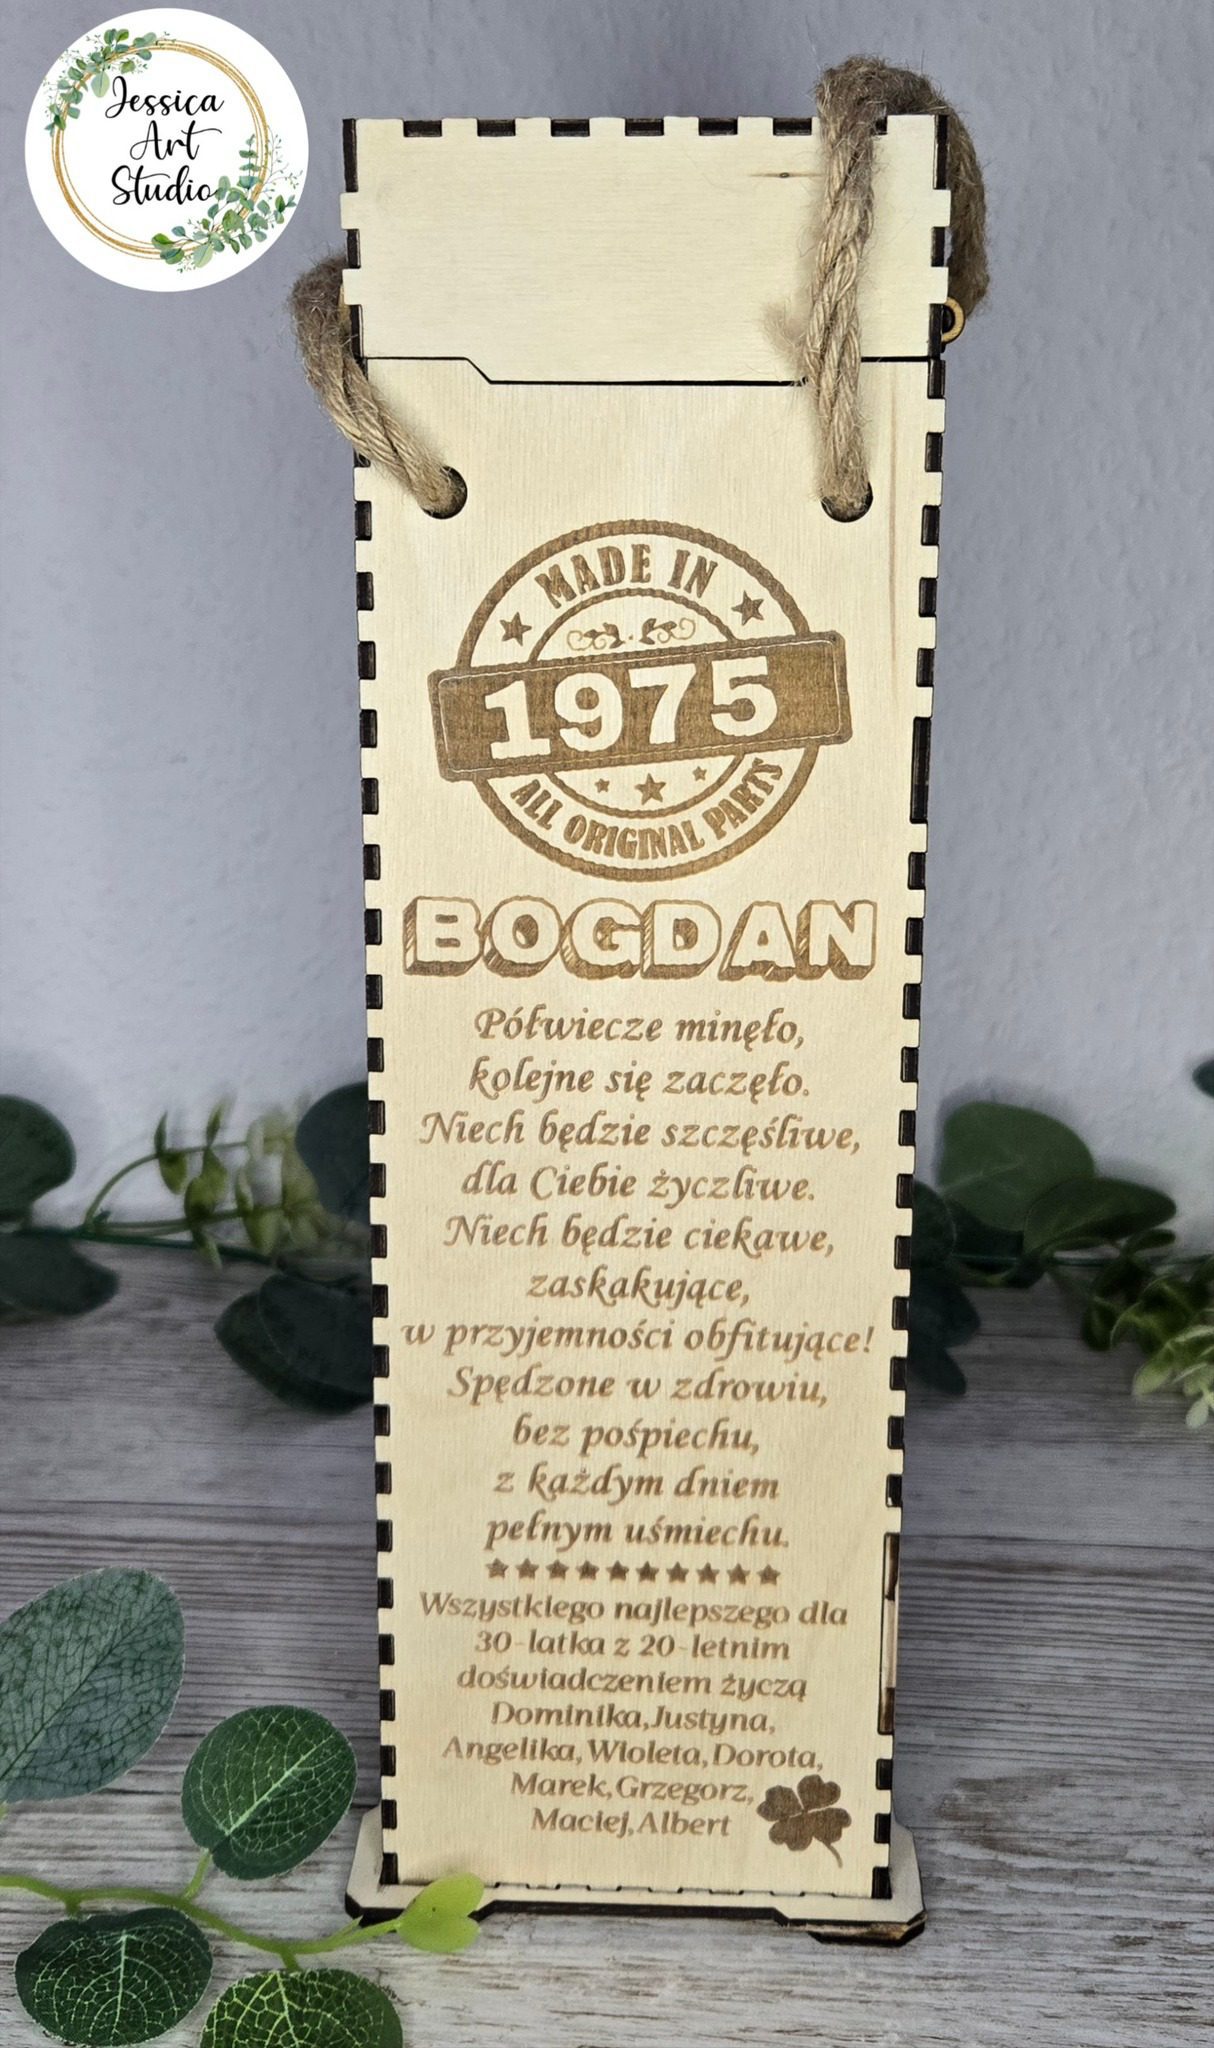 Jessica
Art
Studio
MADE IN
1975
ALL ORIGINAL PARTS
BOGDAN
Półwiecze minęło,
kolejne się zaczęło.
Niech będzie szczęśliwe,
dla Ciebie życzliwe.
Niech będzie ciekawe,
zaskakujące,
w przyjemności obfitujące!
Spędzone w zdrowiu,
bez pośpiechu,
z każdym dniem
pełnym uśmiechu.
Wszystkiego najlepszego dla
30-latka z 20-letnim
doświadczeniem życzą
Dominika,Justyna,
Angelika,Wioleta,Dorota,
Marek,Grzegorz,
Maciej,Albert